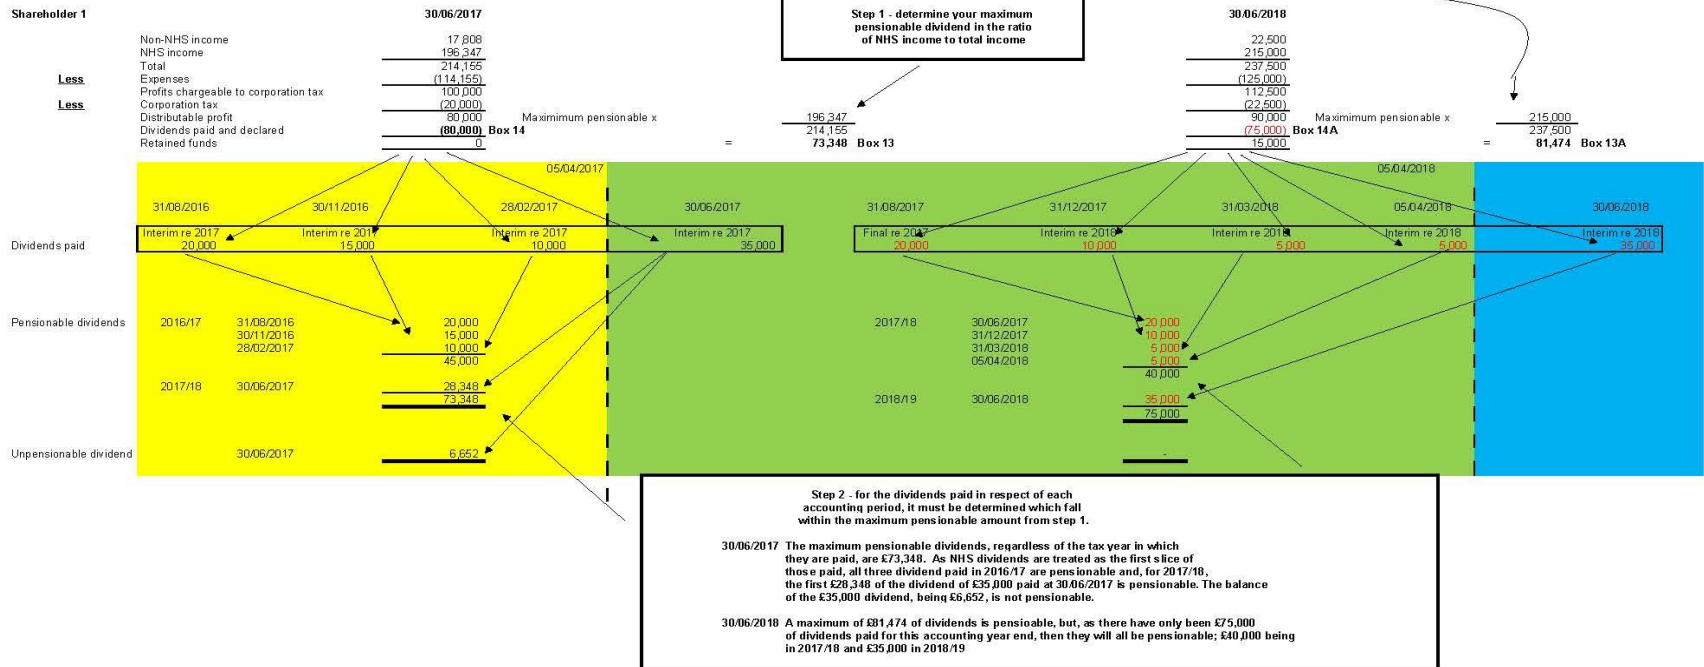 Shareholder 1 30/06/2017 30/06/2018
Step 1 - determine your maximum
pensionable dividend in the ratio
of NHS income to total income
Non-NHS income 17,808 22,500
NHS income 196,347 215,000
Total 214,155 237,500
Less Expenses (114,155) (125,000)
Profits chargeable to corporation tax 100,000 112,500
Less Corporation tax (20,000) (22,500)
Distributable profit 80,000 Maximimum pensionable x 196,347 90,000 Maximimum pensionable x 215,000
Dividends paid and declared (80,000) Box 14 214,155 (75,000) Box 14A 237,500
Retained funds 0 = 73,348 Box 13 15,000 = 81,474 Box 13A
05/04/2017 05/04/2018
31/08/2016 30/11/2016 28/02/2017 30/06/2017 31/08/2017 31/12/2017 31/03/2018 05/04/2018 30/06/2018
Interim re 2017 Interim re 2017 Interim re 2017 Interim re 2017 Final re 2017 Interim re 2018 Interim re 2018 Interim re 2018 Interim re 2018
Dividends paid 20,000 15,000 10,000 35,000 20,000 10,000 5,000 5,000 35,000
Pensionable dividends 2016/17 31/08/2016 20,000 2017/18 30/06/2017 20,000
30/11/2016 15,000 31/12/2017 10,000
28/02/2017 10,000 31/03/2018 5,000
45,000 05/04/2018 5,000
40,000
2017/18 30/06/2017 28,348
73,348 2018/19 30/06/2018 35,000
75,000
Unpensionable dividend 30/06/2017 6,652 -
Step 2 - for the dividends paid in respect of each
accounting period, it must be determined which fall
within the maximum pensionable amount from step 1.
30/06/2017 The maximum pensionable dividends, regardless of the tax year in which
they are paid, are £73,348. As NHS dividends are treated as the first slice of
those paid, all three dividend paid in 2016/17 are pensionable and, for 2017/18,
the first £28,348 of the dividend of £35,000 paid at 30/06/2017 is pensionable. The balance
of the £35,000 dividend, being £6,652, is not pensionable.
30/06/2018 A maximum of £81,474 of dividends is pensioable, but, as there have only been £75,000
of dividends paid for this accounting year end, then they will all be pensionable; £40,000 being
in 2017/18 and £35,000 in 2018/19